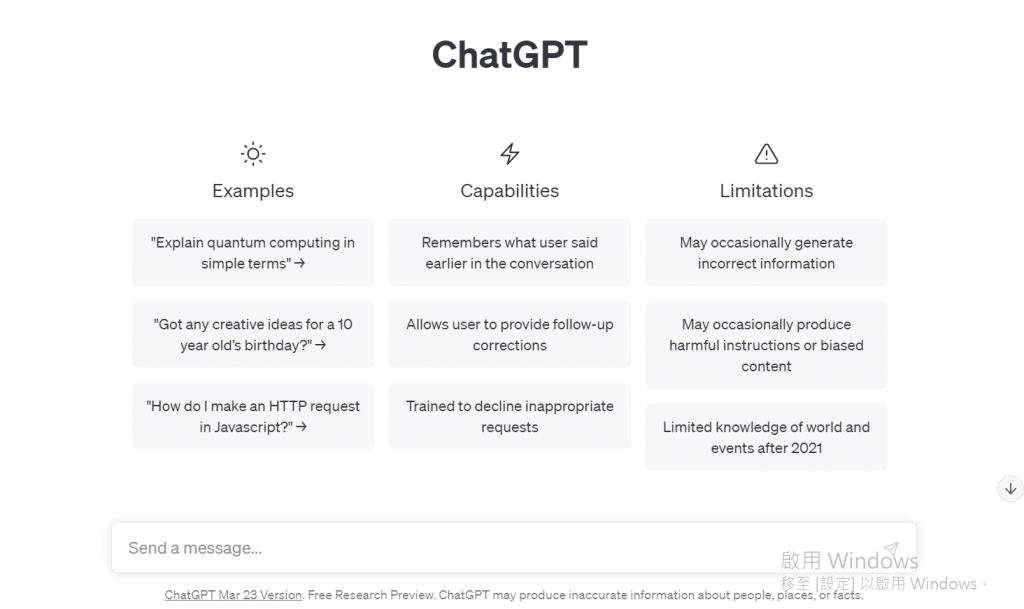 ChatGPT
Examples
"Explain quantum computing in
simple terms" →
"Got any creative ideas for a 10
year old's birthday?" →
"How do I make an HTTP request
in Javascript?" →
Capabilities
Remembers what user said
earlier in the conversation
Allows user to provide follow-up
corrections
Trained to decline inappropriate
requests
Limitations
May occasionally generate
incorrect information
May occasionally produce
harmful instructions or biased
content
Limited knowledge of world and
events after 2021
Send a message...
啟用 Windows
移至 [設定] 以啟用 Windows。
ChatGPT Mar 23 Version. Free Research Preview. ChatGPT may produce inaccurate information about people, places, or facts.